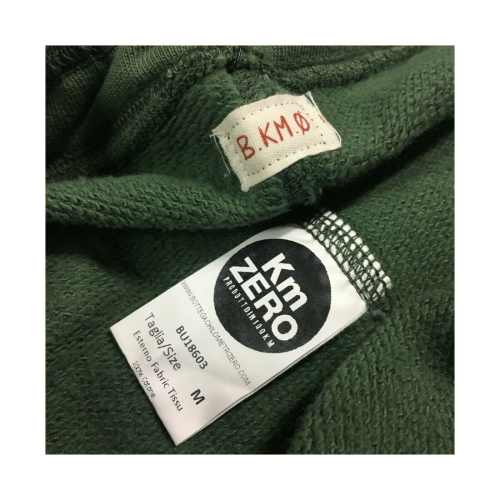 B.KM.Ø
Km
ZERO
PRODOTTO IN 100 KM
WWW.BOTTEGACHILOMETRIZERO.COM
BU18603
Taglia/Size M
Esterno Fabric Tissu
100% Cotone